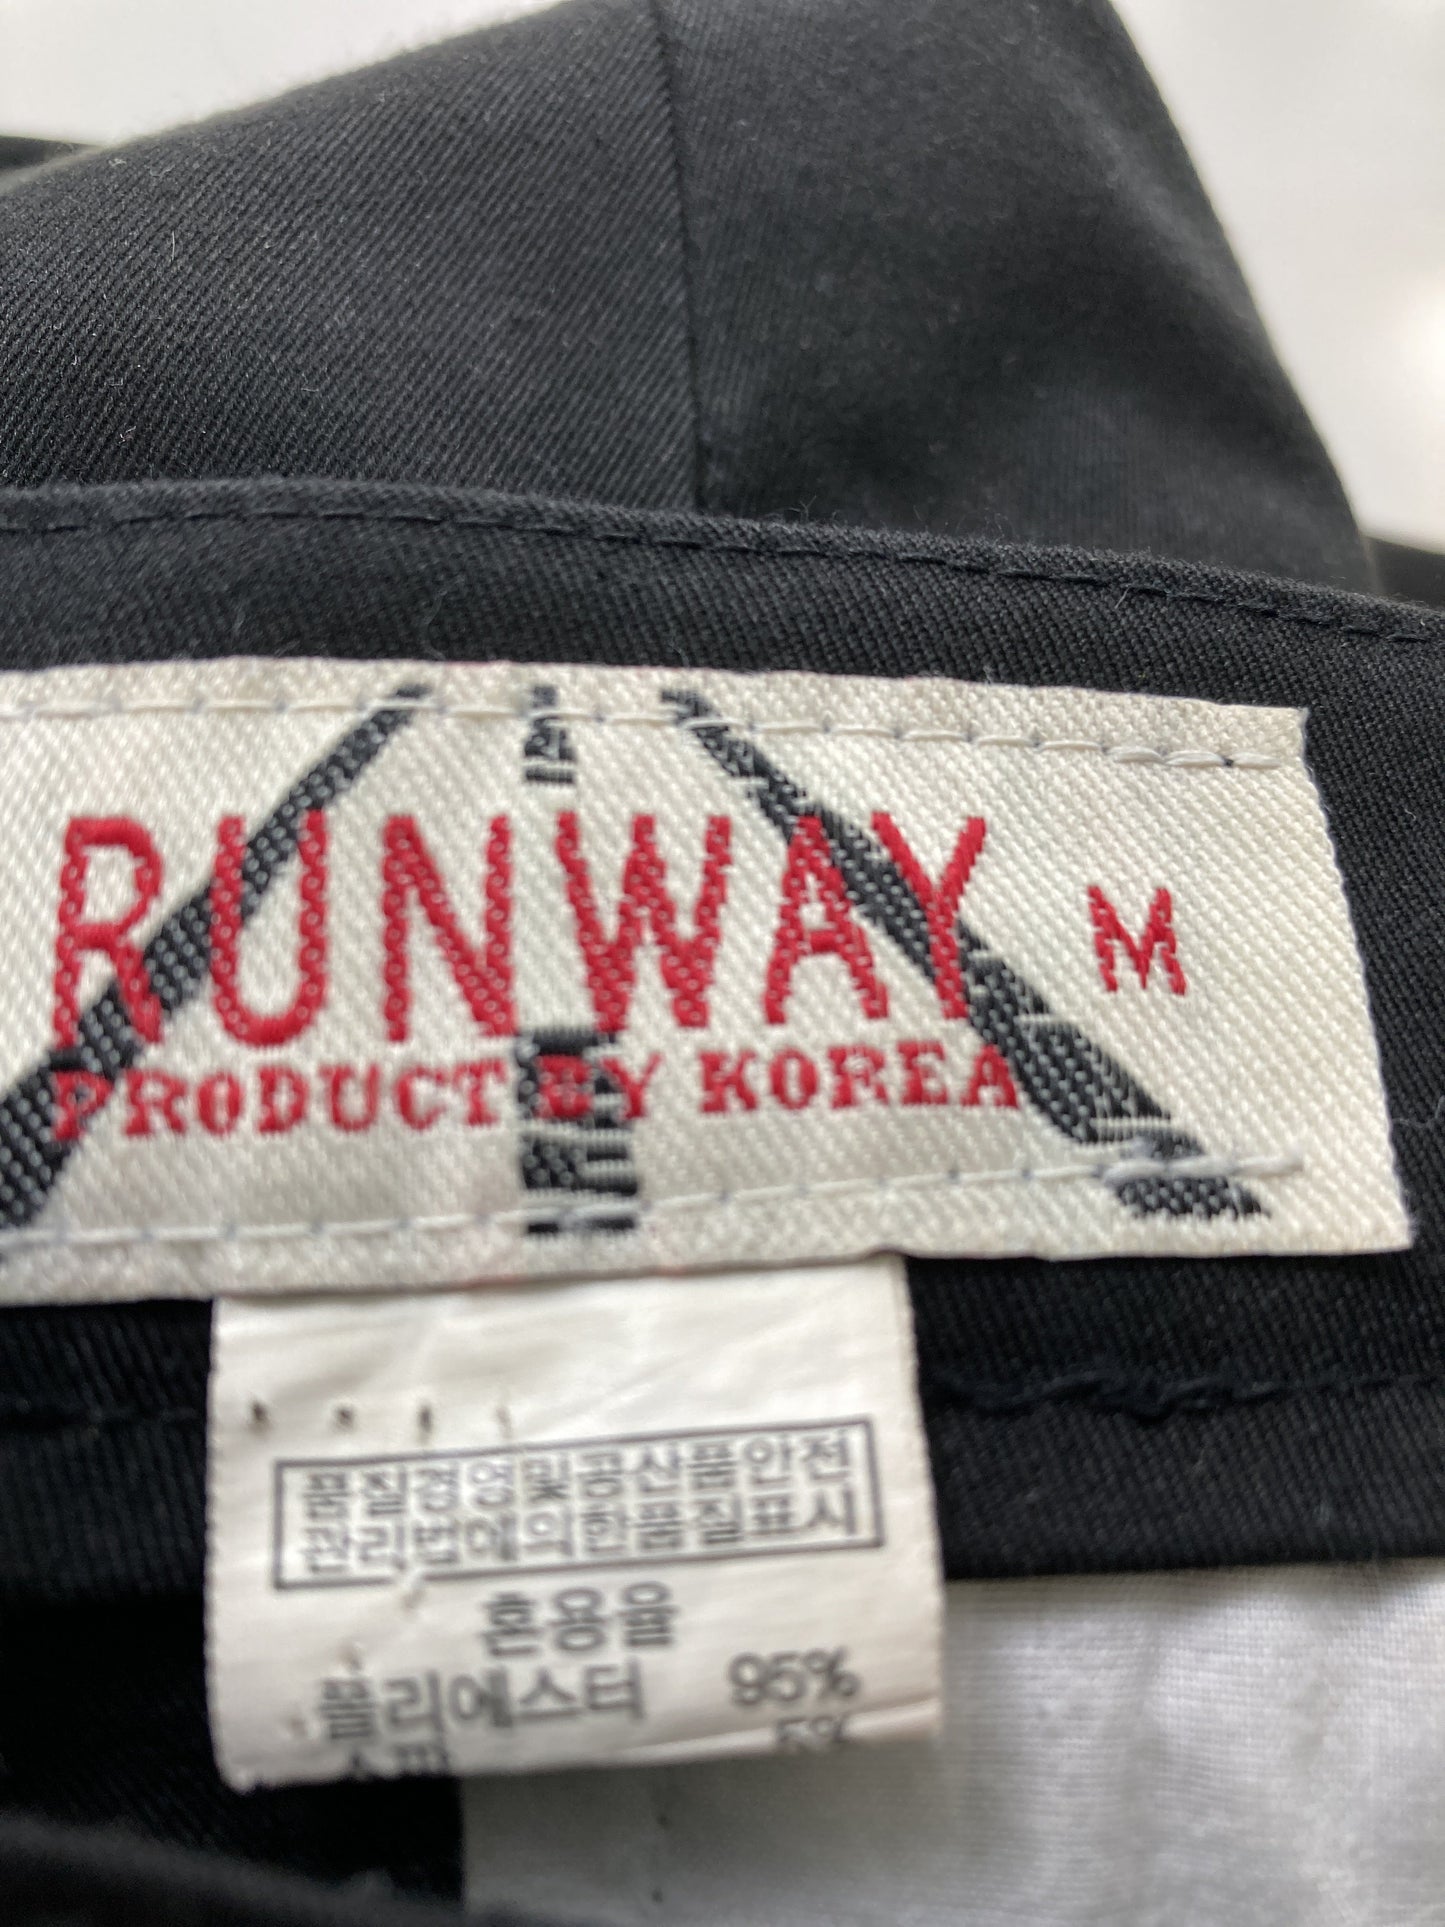 RUNWAY M
PRODUCT BY KOREA
품질경영및공산품안전
관리법에의한품질표시
혼용율
폴리에스터 95%
5%